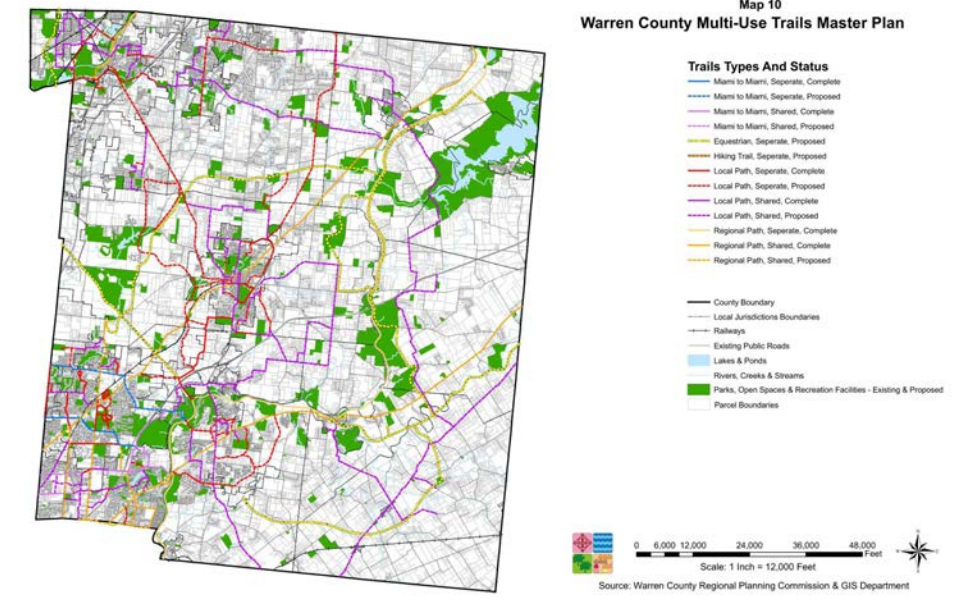 Map 10
Warren County Multi-Use Trails Master Plan
Trails Types And Status
Miami to Miami, Seperate, Complete
Miami to Miami, Seperate, Proposed
Miami to Miami, Shared, Complete
Miami to Miami, Shared, Proposed
Equestrian, Seperate, Proposed
Hiking Trail, Seperate, Proposed
Local Path, Seperate, Complete
Local Path, Seperate, Proposed
Local Path, Shared, Complete
Local Path, Shared, Proposed
Regional Path, Seperate, Complete
Regional Path, Shared, Complete
Regional Path, Shared, Proposed
County Boundary
Local Jurisdictions Boundaries
Railways
Existing Public Roads
Lakes & Ponds
Rivers, Creeks & Streams
Parks, Open Spaces & Recreation Facilities - Existing & Proposed
Parcel Boundaries
0 6,000 12,000 24,000 36,000 48,000
Feet
Scale: 1 Inch = 12,000 Feet
Source: Warren County Regional Planning Commission & GIS Department